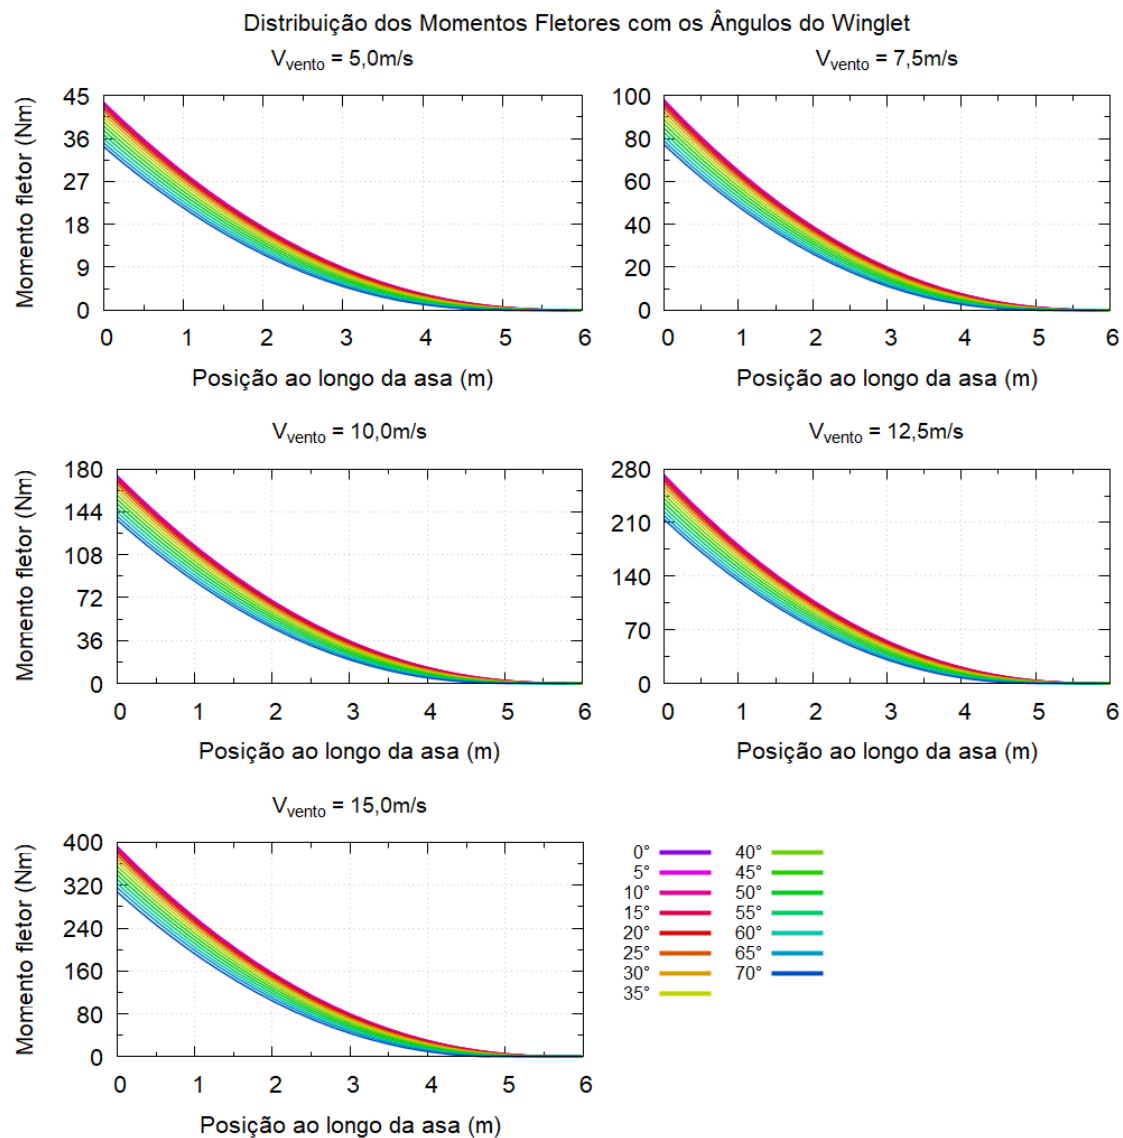 Distribuição dos Momentos Fletores com os Ângulos do Winglet
Vvento = 5,0m/s
Momento fletor (Nm)
45
36
27
18
9
0
0 1 2 3 4 5 6
Posição ao longo da asa (m)
Vvento = 7,5m/s
100
80
60
40
20
0
0 1 2 3 4 5 6
Posição ao longo da asa (m)
Vvento = 10,0m/s
Momento fletor (Nm)
180
144
108
72
36
0
0 1 2 3 4 5 6
Posição ao longo da asa (m)
Vvento = 12,5m/s
280
210
140
70
0
0 1 2 3 4 5 6
Posição ao longo da asa (m)
Vvento = 15,0m/s
Momento fletor (Nm)
400
320
240
160
80
0
0 1 2 3 4 5 6
Posição ao longo da asa (m)
0° 40°
5° 45°
10° 50°
15° 55°
20° 60°
25° 65°
30° 70°
35°